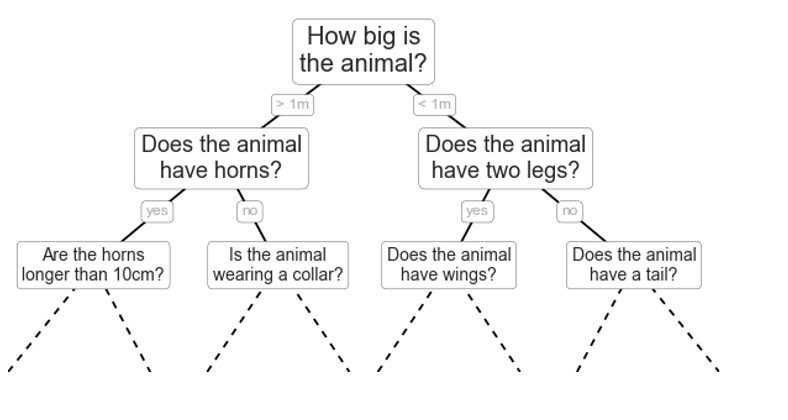 How big is
the animal?
> 1m
< 1m
Does the animal
have horns?
Does the animal
have two legs?
yes
no
yes
no
Are the horns
longer than 10cm?
Is the animal
wearing a collar?
Does the animal
have wings?
Does the animal
have a tail?